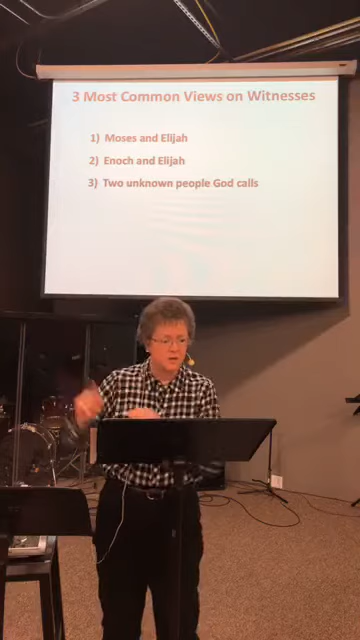 3 Most Common Views on Witnesses
1) Moses and Elijah
2) Enoch and Elijah
3) Two unknown people God calls